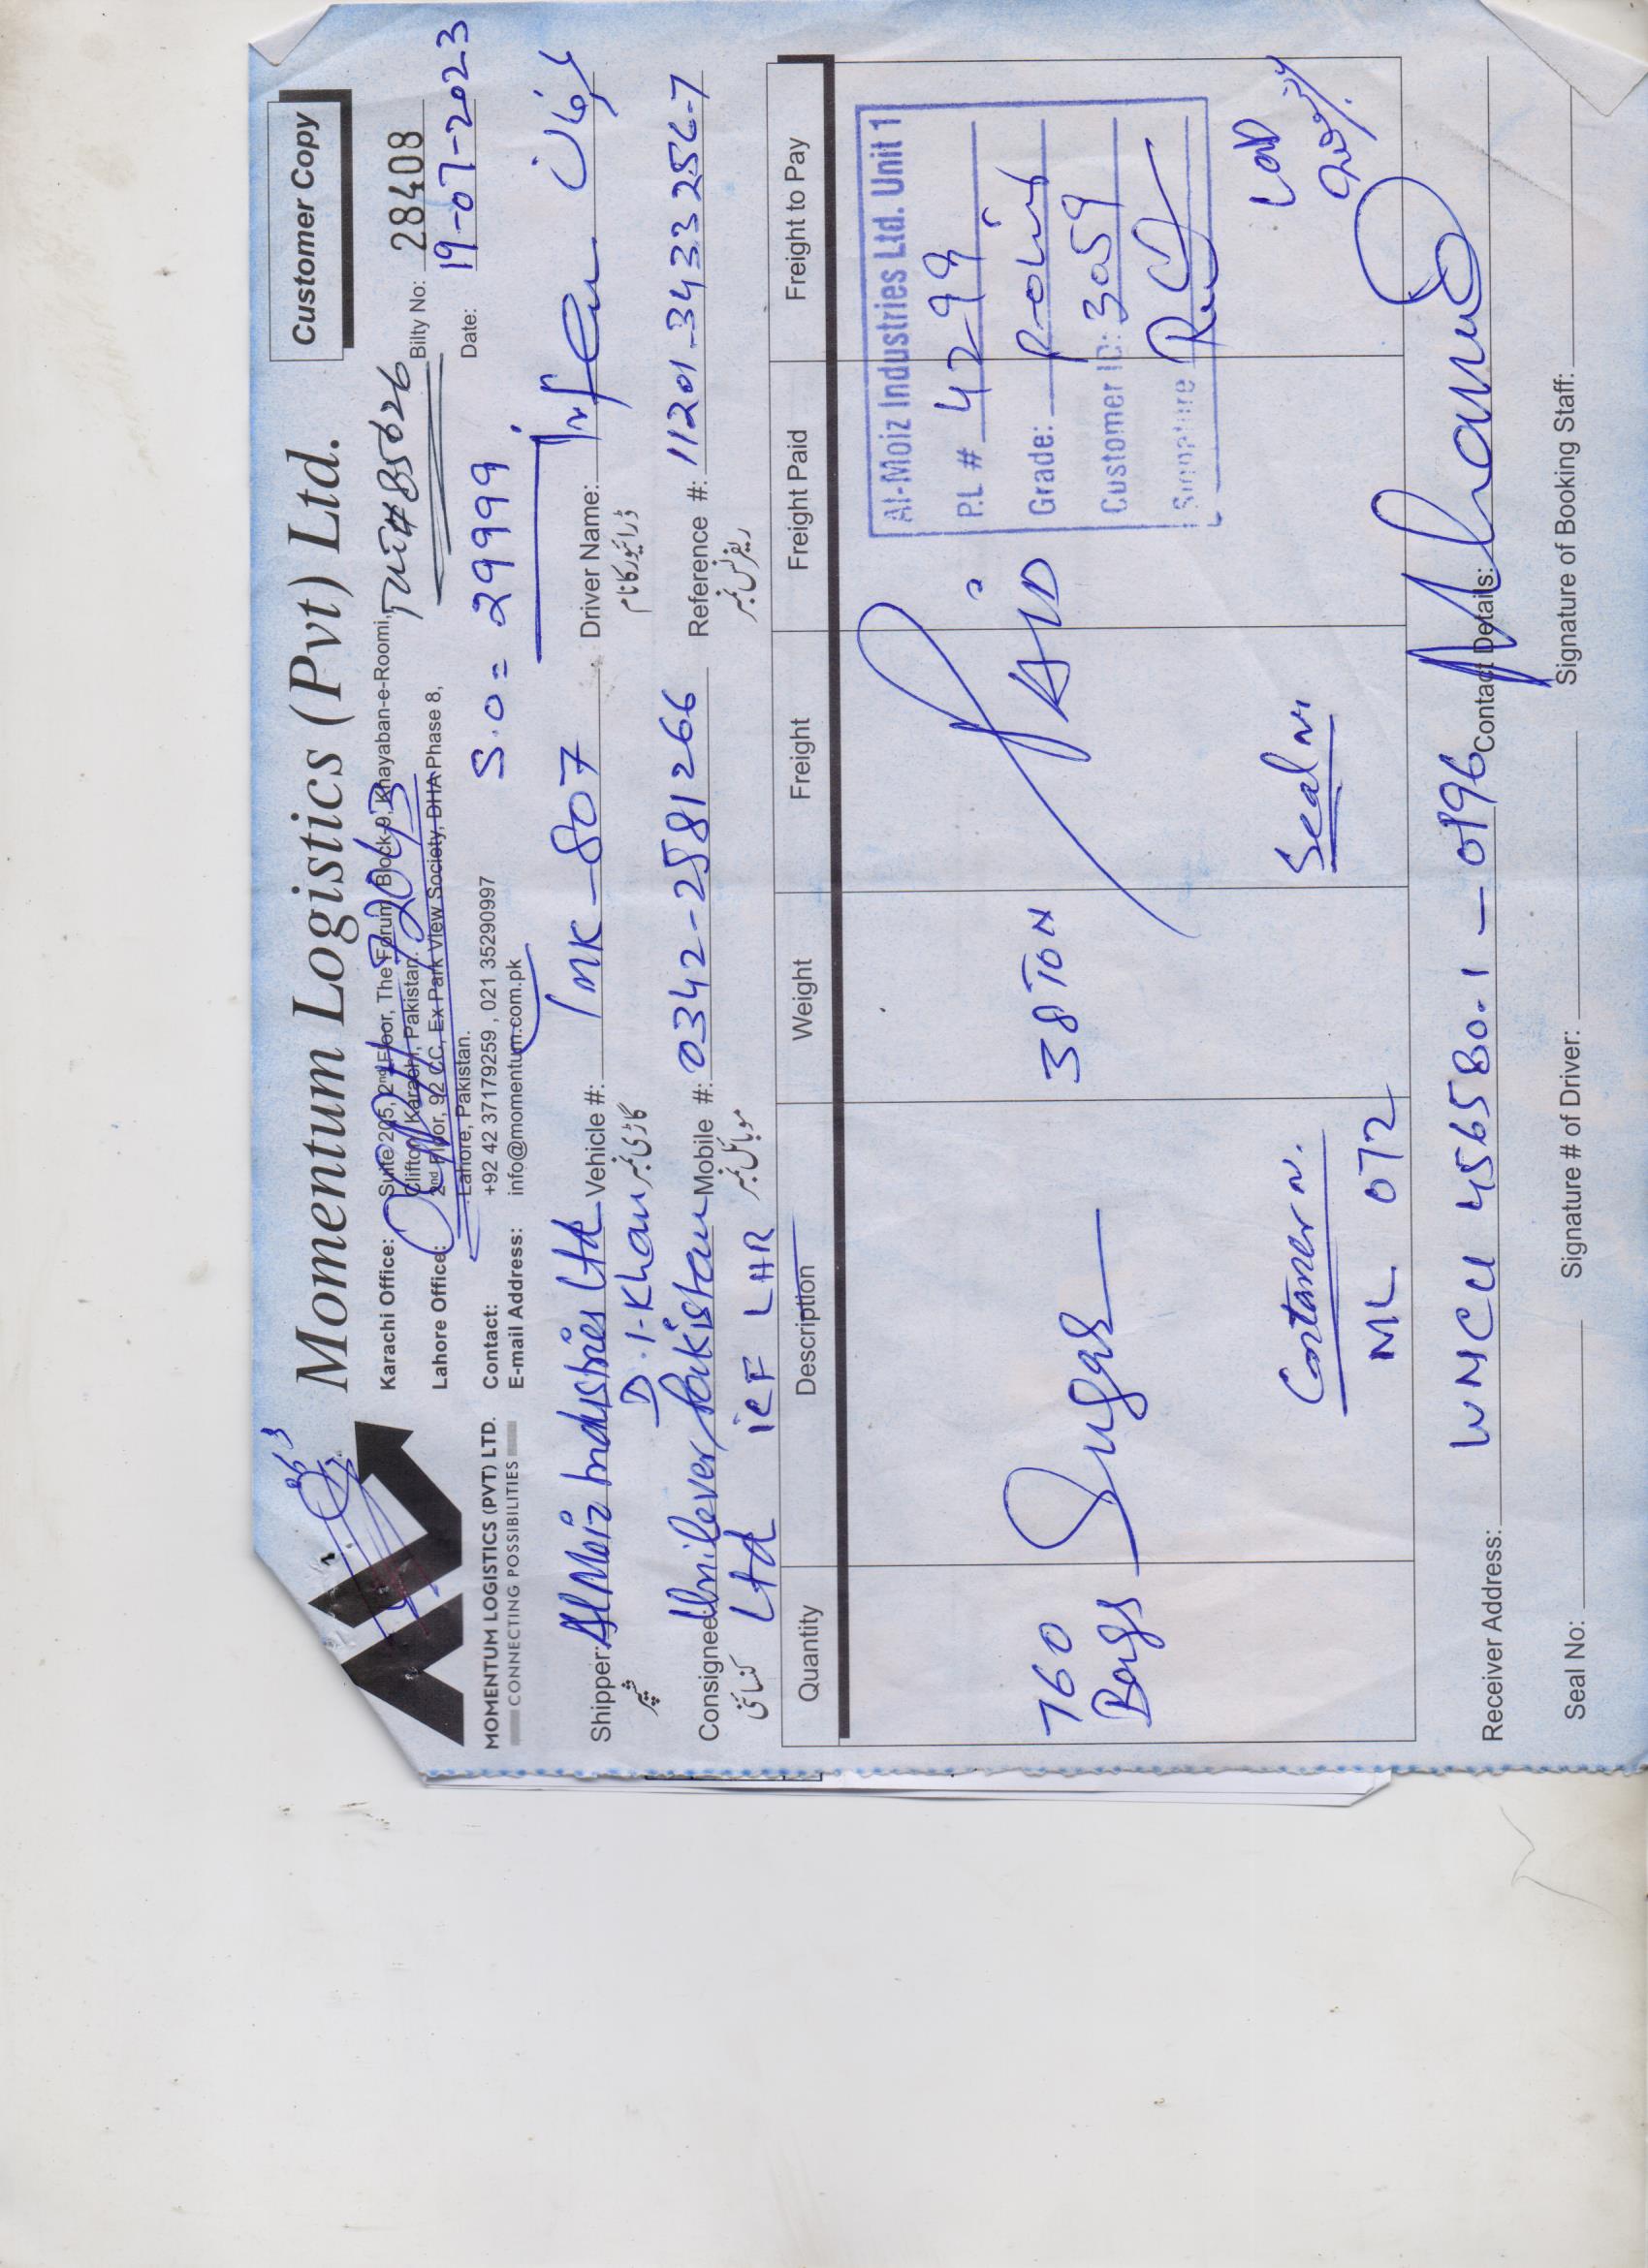 Customer Copy
Momentum Logistics (Pvt) Ltd.
MOMENTUM LOGISTICS (PVT) LTD.
CONNECTING POSSIBILITIES
Karachi Office: Suite 205, 2nd Floor, The Forum, Block-9, Khayaban-e-Roomi,
Clifton, Karachi, Pakistan.
Lahore Office: 2nd Floor, 92 CC, Ex Park View Society, DHA Phase 8,
Lahore, Pakistan.
Contact: +92 42 37179259 , 021 35290997
E-mail Address: info@momentum.com.pk
Bilty No: 28408
Date: 19-07-2023
S.O = 29999
Shipper: Al Moiz Industries Ltd Vehicle #: TMK-807 Driver Name: Irfan عرفان
شپر D.I-Khan گاڑی نمبر ڈرائیور کا نام
Consignee: Unilever Pakistan Mobile #: 0342-2581266 Reference #:
کنسائنی Ltd ICF LHR موبائل نمبر ریفرنس نمبر
Quantity Description Weight Freight Freight Paid Freight to Pay
760 Bags Sugar 38 TON PAID
Al-Moiz Industries Ltd. Unit 1
P.L # 4299
Grade:
Customer ID: 3059
Signature
Container N. Seal N.
ML 072
Receiver Address: WMCU 456580.1 - 0196 Contact Details:
Seal No: Signature # of Driver: Signature of Booking Staff: